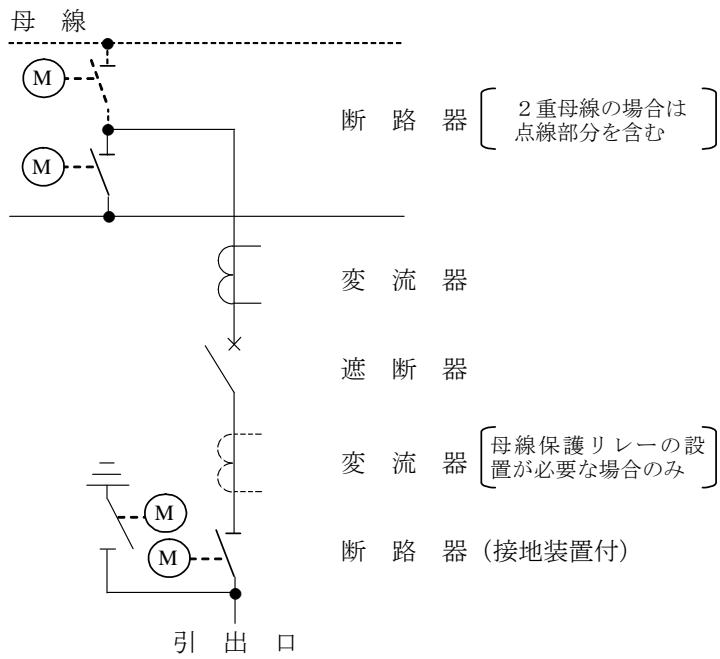 母線
M
断路器
２重母線の場合は
点線部分を含む
M
変流器
遮断器
変流器
母線保護リレーの設
置が必要な場合のみ
M
M
断路器（接地装置付）
引出口